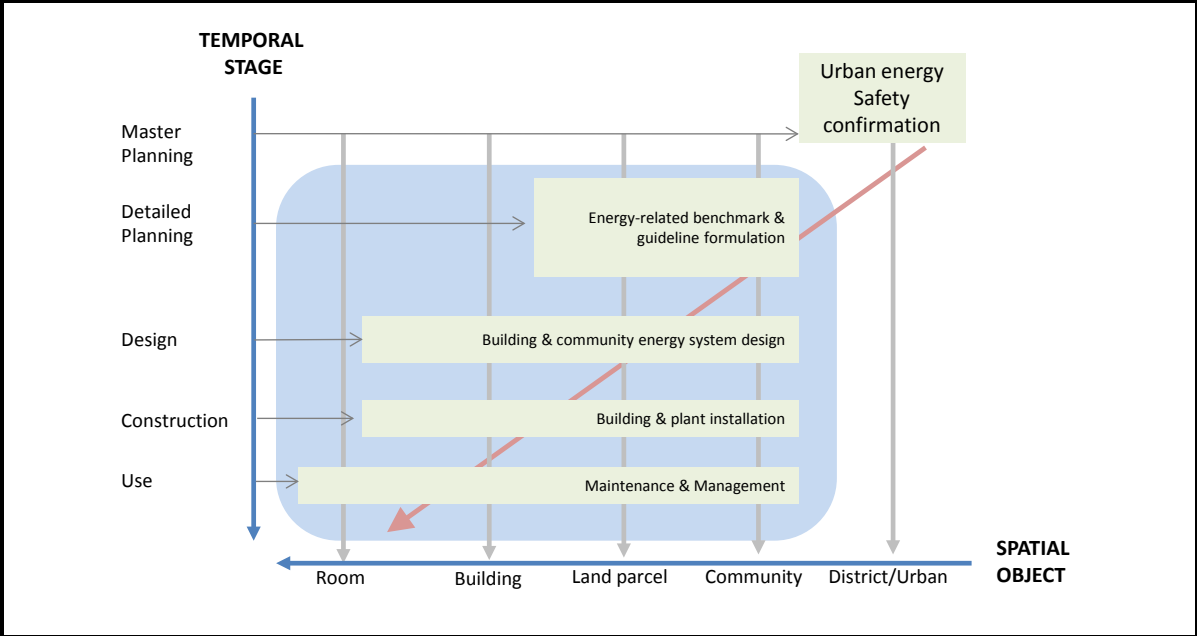 TEMPORAL
STAGE
Urban energy
Safety
confirmation
Master
Planning
Detailed
Planning
Energy-related benchmark &
guideline formulation
Design
Building & community energy system design
Construction
Building & plant installation
Use
Maintenance & Management
SPATIAL
OBJECT
Room
Building
Land parcel
Community
District/Urban